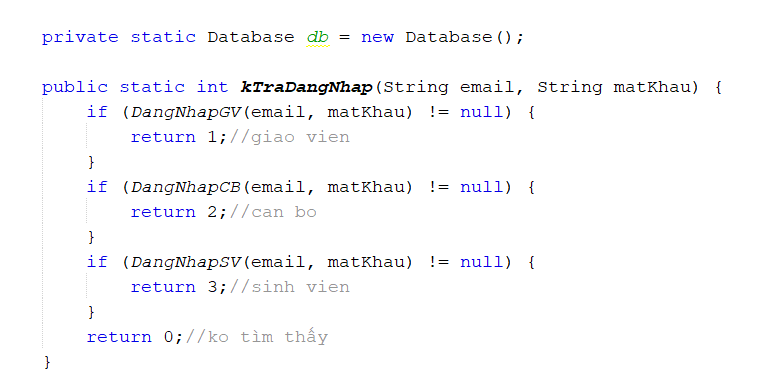 private static Database db = new Database();
public static int kTraDangNhap(String email, String matKhau) {
if (DangNhapGV(email, matKhau) != null) {
return 1;//giao vien
}
if (DangNhapCB(email, matKhau) != null) {
return 2;//can bo
}
if (DangNhapSV(email, matKhau) != null) {
return 3;//sinh vien
}
return 0;//ko tìm thấy
}